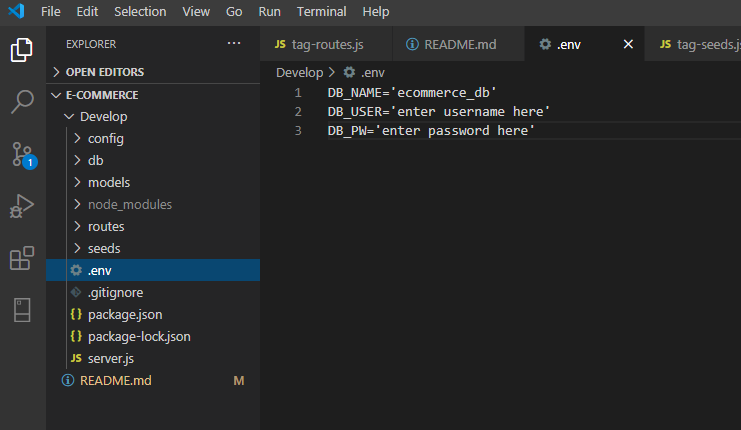 File Edit Selection View Go Run Terminal Help
EXPLORER ···
OPEN EDITORS
E-COMMERCE
Develop
config
db
models
node_modules
routes
seeds
.env
.gitignore
{ } package.json
{ } package-lock.json
JS server.js
README.md M
1
JS tag-routes.js README.md .env × JS tag-seeds.js
Develop > .env
1 DB_NAME='ecommerce_db'
2 DB_USER='enter username here'
3 DB_PW='enter password here'